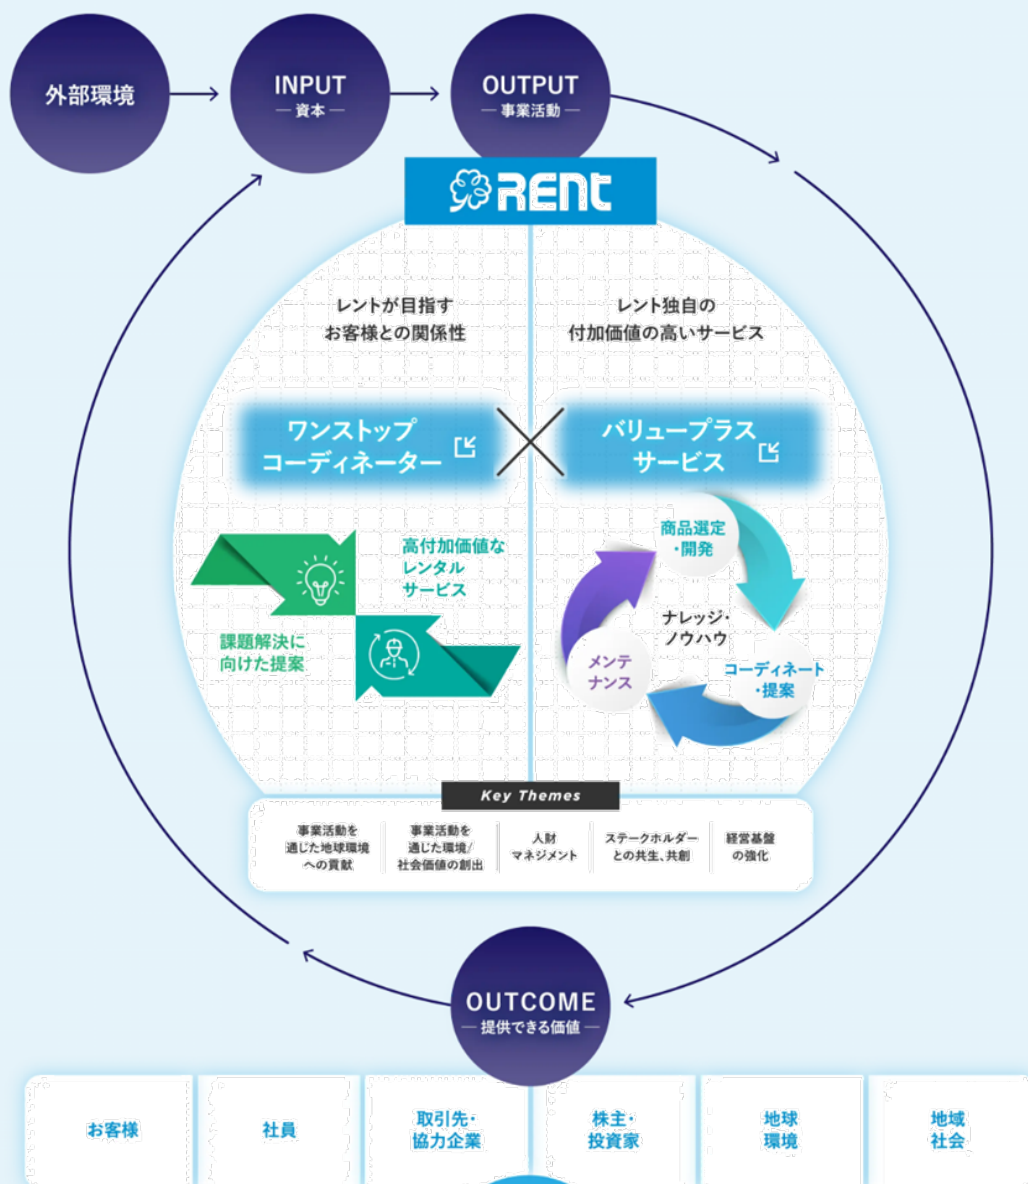 外部環境
INPUT
― 資本 ―
OUTPUT
― 事業活動 ―
RENT
レントが目指す
お客様との関係性
レント独自の
付加価値の高いサービス
ワンストップ
コーディネーター
バリュープラス
サービス
高付加価値な
レンタル
サービス
課題解決に
向けた提案
商品選定
・開発
ナレッジ・
ノウハウ
メンテ
ナンス
コーディネート
・提案
Key Themes
事業活動を
通じた地球環境
への貢献
事業活動を
通じた環境/
社会価値の創出
人財
マネジメント
ステークホルダー
との共生、共創
経営基盤
の強化
OUTCOME
― 提供できる価値 ―
お客様
社員
取引先・
協力企業
株主・
投資家
地球
環境
地域
社会